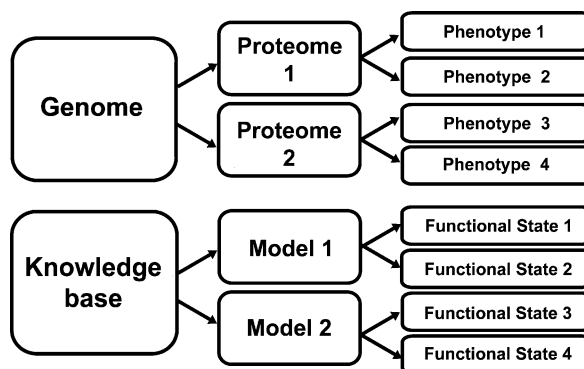 Genome
Proteome
1
Proteome
2
Phenotype 1
Phenotype 2
Phenotype 3
Phenotype 4
Knowledge
base
Model 1
Model 2
Functional State 1
Functional State 2
Functional State 3
Functional State 4